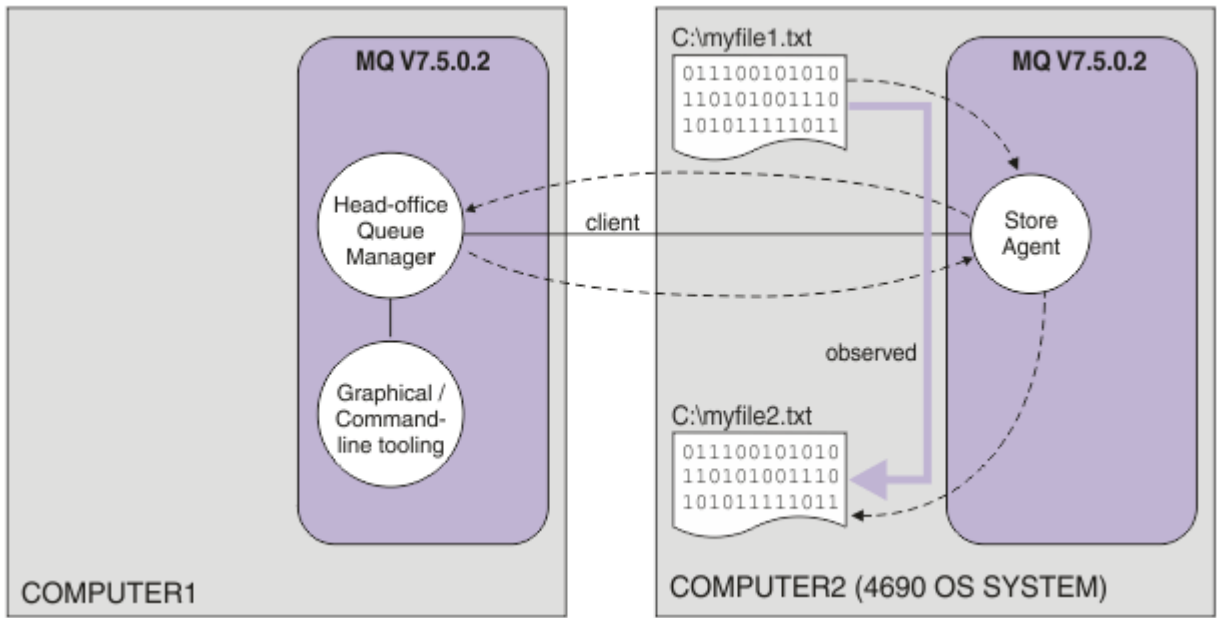 MQ V7.5.0.2
Head-office
Queue
Manager
Graphical /
Command-
line tooling
COMPUTER1
client
C:\myfile1.txt
011100101010
110101001110
101011111011
MQ V7.5.0.2
Store
Agent
observed
C:\myfile2.txt
011100101010
110101001110
101011111011
COMPUTER2 (4690 OS SYSTEM)